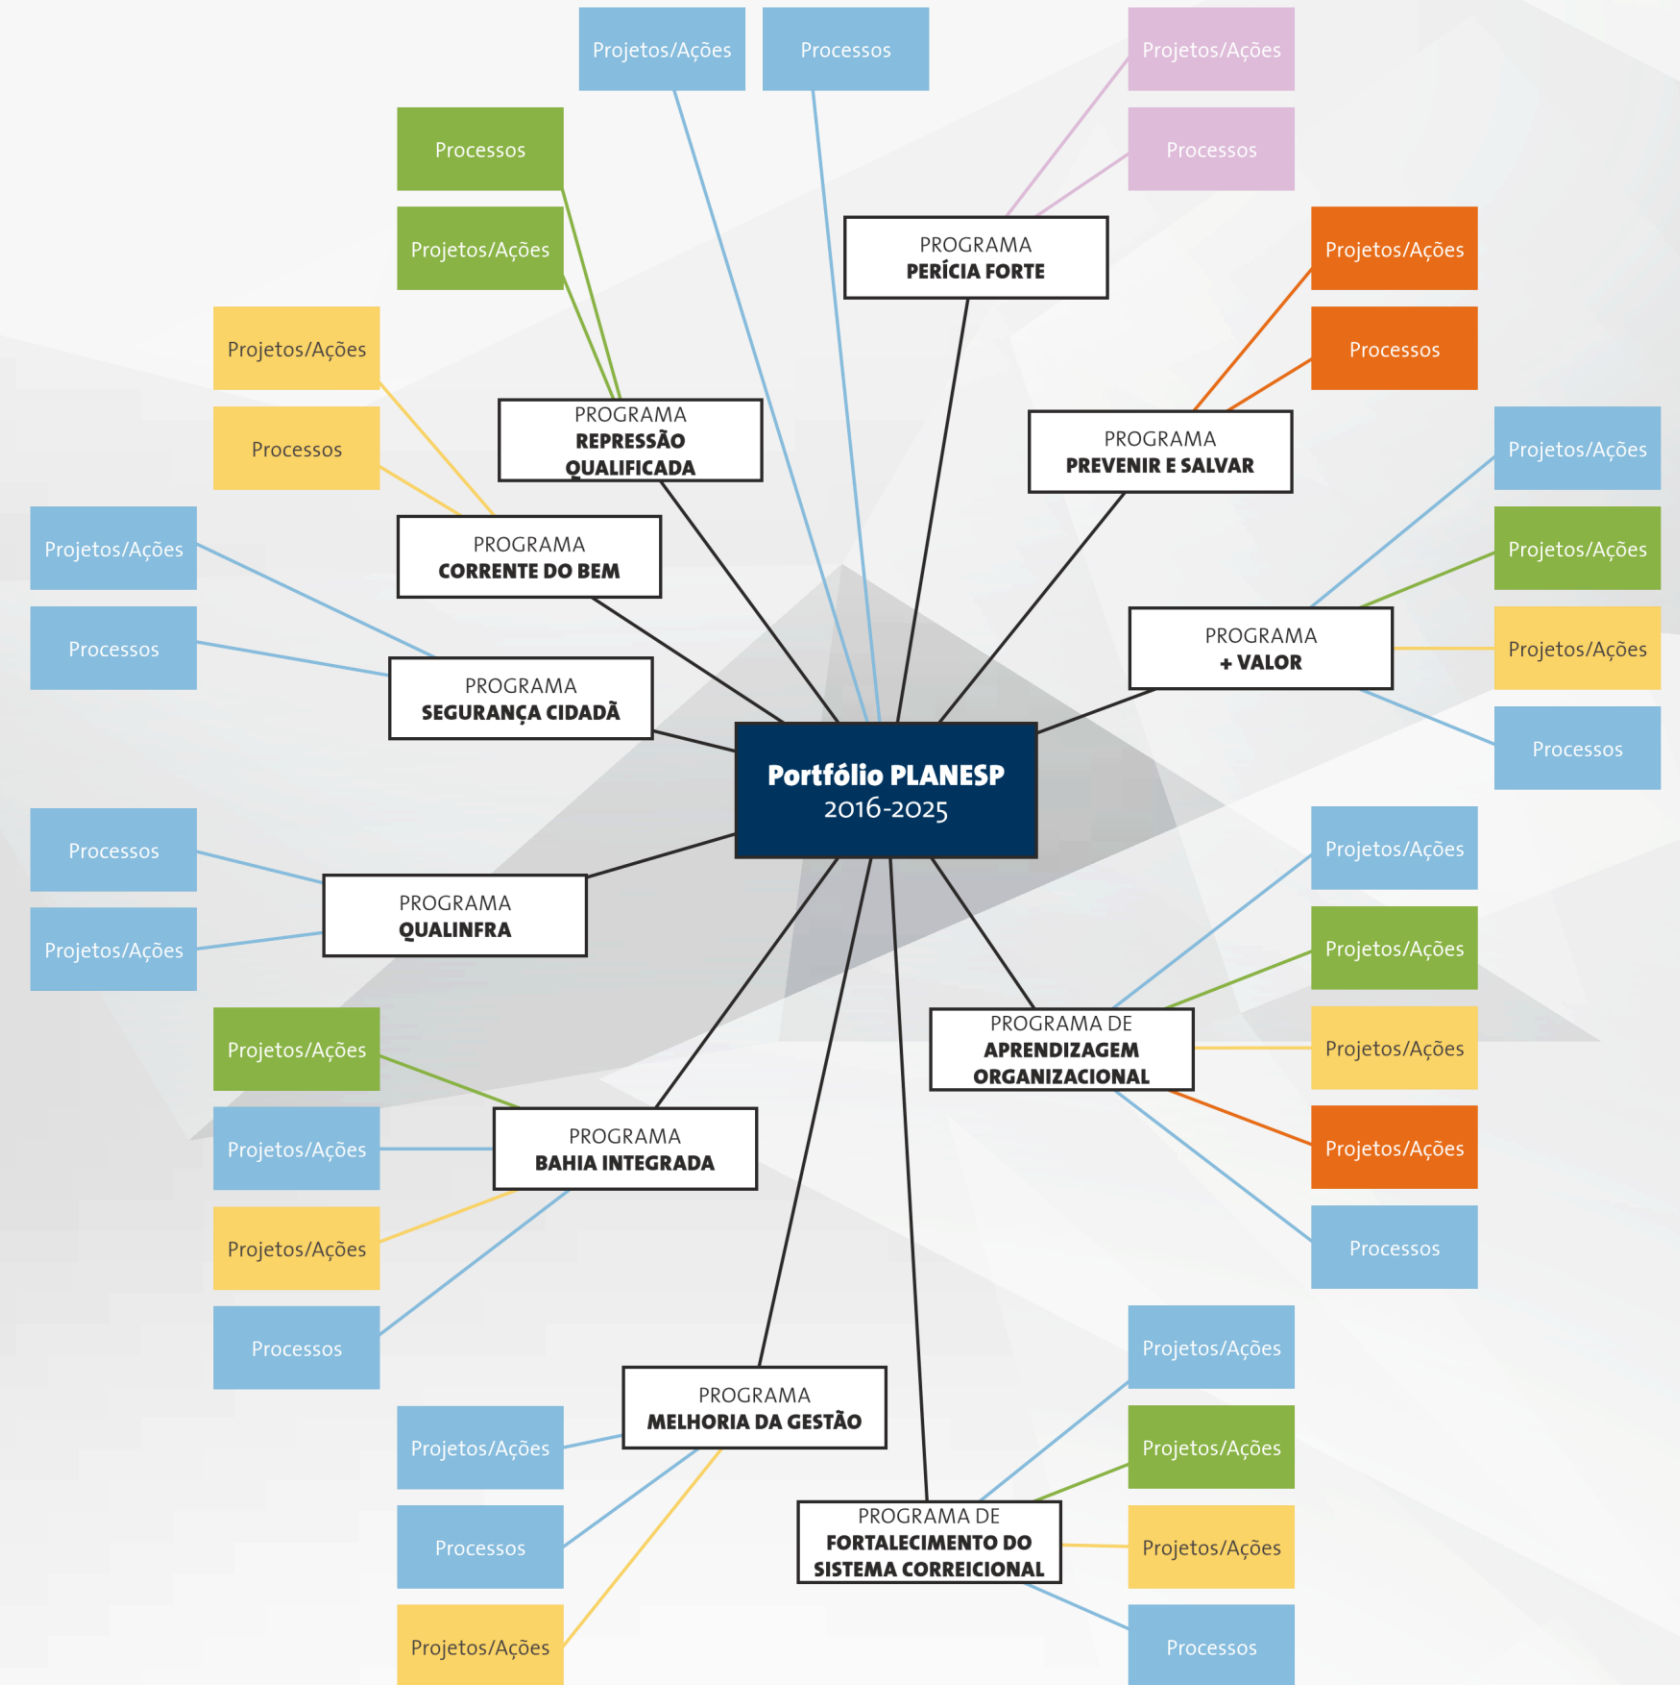 Projetos/Ações
Processos
Projetos/Ações
Processos
Processos
Projetos/Ações
PROGRAMA
PERÍCIA FORTE
Projetos/Ações
Processos
Projetos/Ações
Processos
PROGRAMA
REPRESSÃO
QUALIFICADA
PROGRAMA
PREVENIR E SALVAR
Projetos/Ações
Projetos/Ações
Projetos/Ações
Processos
Projetos/Ações
Processos
PROGRAMA
CORRENTE DO BEM
PROGRAMA
SEGURANÇA CIDADÃ
PROGRAMA
+ VALOR
Portfólio PLANESP
2016-2025
Processos
Projetos/Ações
PROGRAMA
QUALINFRA
Projetos/Ações
Projetos/Ações
Projetos/Ações
Projetos/Ações
Processos
PROGRAMA DE
APRENDIZAGEM
ORGANIZACIONAL
Projetos/Ações
Projetos/Ações
Projetos/Ações
Processos
PROGRAMA
BAHIA INTEGRADA
PROGRAMA
MELHORIA DA GESTÃO
Projetos/Ações
Processos
Projetos/Ações
PROGRAMA DE
FORTALECIMENTO DO
SISTEMA CORREICIONAL
Projetos/Ações
Projetos/Ações
Projetos/Ações
Processos